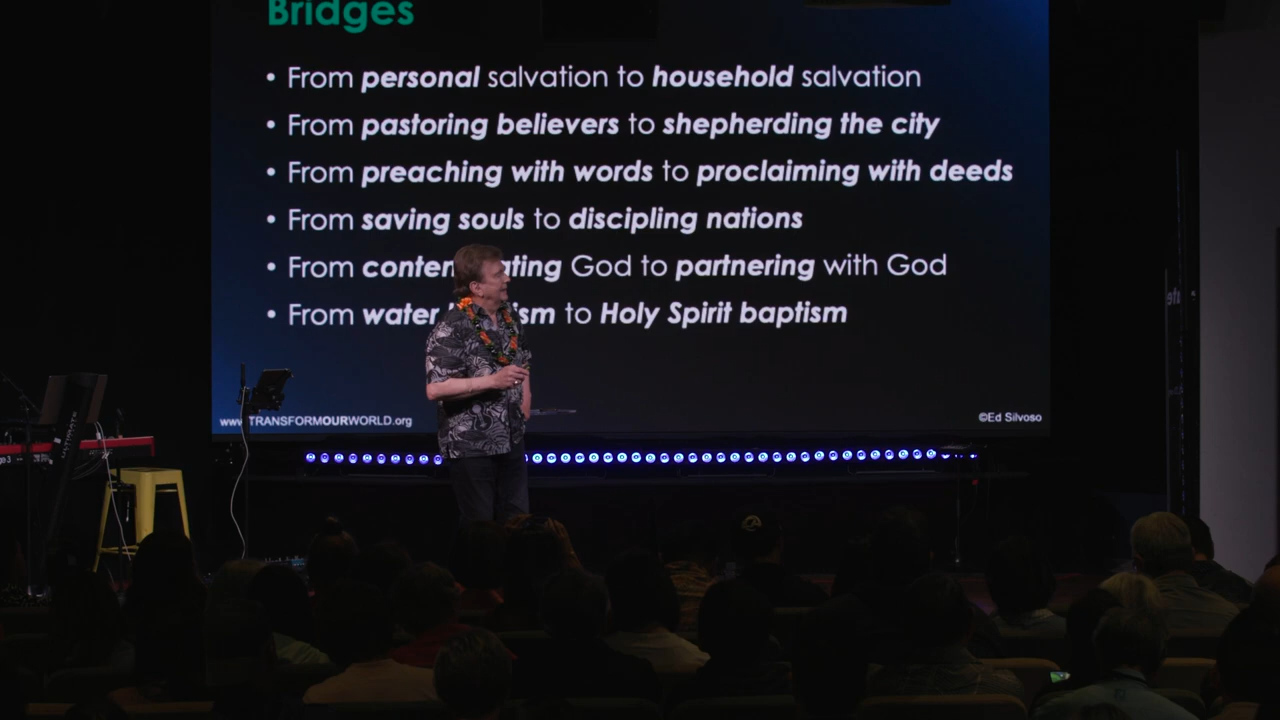 Bridges
• From personal salvation to household salvation
• From pastoring believers to shepherding the city
• From preaching with words to proclaiming with deeds
• From saving souls to discipling nations
• From God to partnering with God
• From water to Holy Spirit baptism
www.TRANSFORMOURWORLD.org
©Ed Silvoso